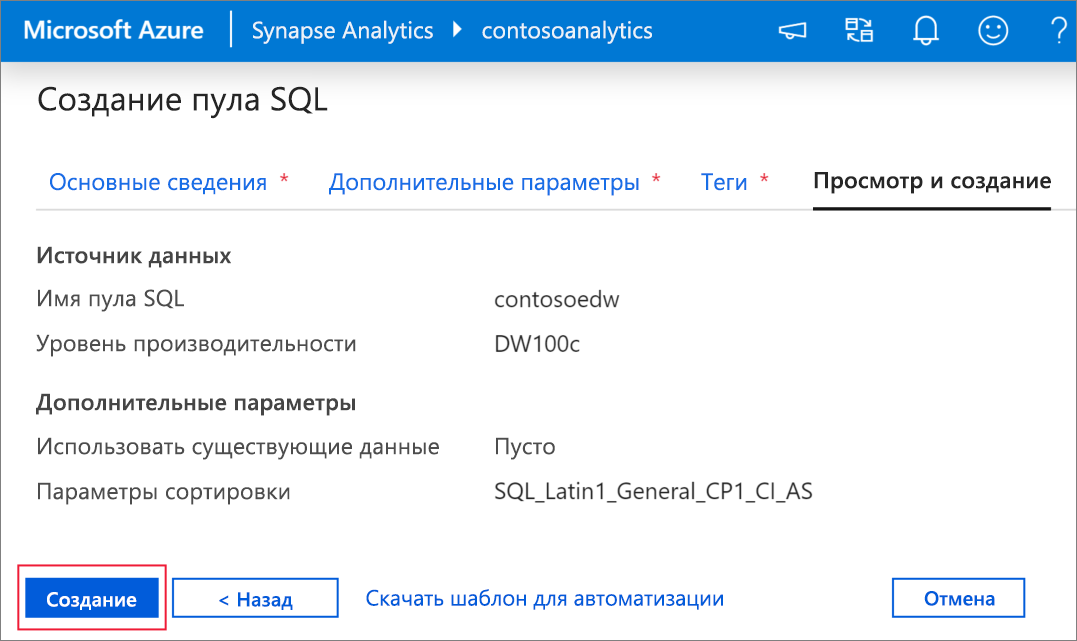 Microsoft Azure Synapse Analytics contosoanalytics ?
Создание пула SQL
Основные сведения * Дополнительные параметры * Теги * Просмотр и создание
Источник данных
Имя пула SQL contosoedw
Уровень производительности DW100c
Дополнительные параметры
Использовать существующие данные Пусто
Параметры сортировки SQL_Latin1_General_CP1_CI_AS
Создание < Назад Скачать шаблон для автоматизации Отмена